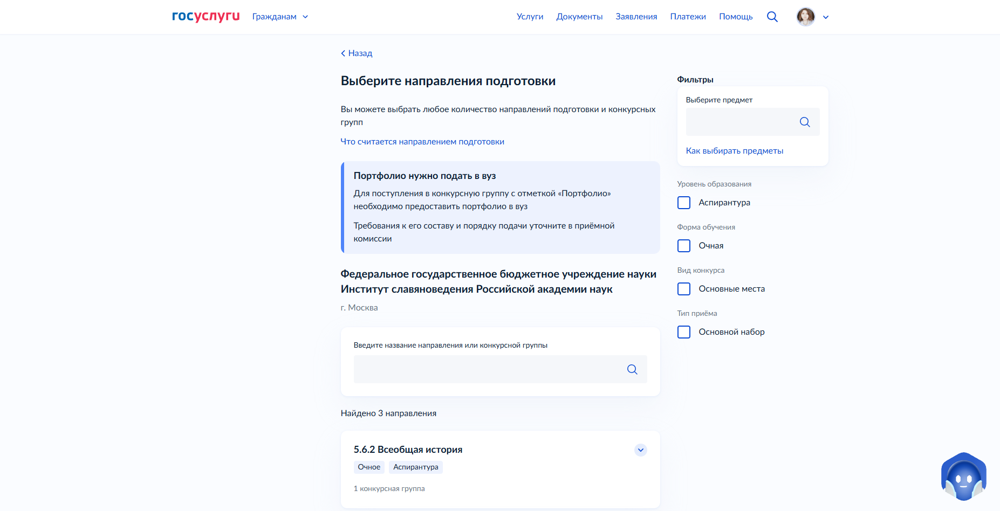 госуслуги
Гражданам
Услуги
Документы
Заявления
Платежи
Помощь
Назад
Выберите направления подготовки
Вы можете выбрать любое количество направлений подготовки и конкурсных
групп
Что считается направлением подготовки
Портфолио нужно подать в вуз
Для поступления в конкурсную группу с отметкой «Портфолио»
необходимо предоставить портфолио в вуз
Требования к его составу и порядку подачи уточните в приёмной
комиссии
Федеральное государственное бюджетное учреждение науки
Институт славяноведения Российской академии наук
г. Москва
Введите название направления или конкурсной группы
Найдено 3 направления
5.6.2 Всеобщая история
Очное
Аспирантура
1 конкурсная группа
Фильтры
Выберите предмет
Как выбирать предметы
Уровень образования
Аспирантура
Форма обучения
Очная
Вид конкурса
Основные места
Тип приёма
Основной набор